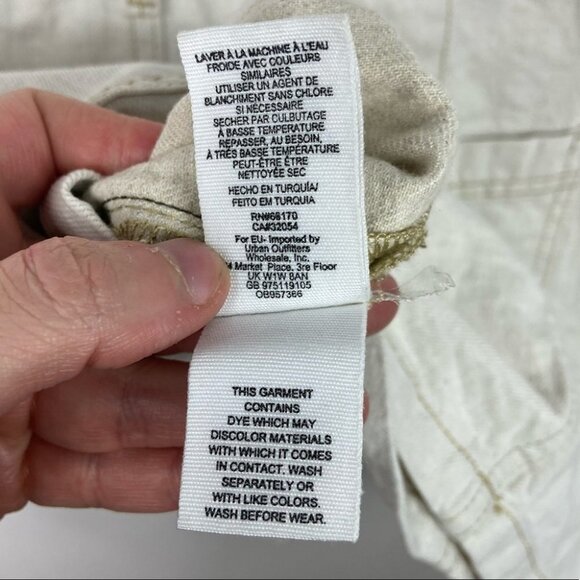 LAVER À LA MACHINE À L'EAU
FROIDE AVEC COULEURS
SIMILAIRES
UTILISER UN AGENT DE
BLANCHIMENT SANS CHLORE
SI NÉCESSAIRE
SECHER PAR CULBUTAGE
À BASSE TEMPÉRATURE
REPASSER, AU BESOIN,
À TRÈS BASSE TEMPÉRATURE
PEUT-ÊTRE ÊTRE
NETTOYÉE SEC
HECHO EN TURQUÍA/
FEITO EM TURQUIA
RN#66170
CA#32054
For EU- Imported by
Urban Outfitters
Wholesale, Inc.
4 Market Place, 3re Floor
UK W1W 8AN
GB 975119105
OB957366
THIS GARMENT
CONTAINS
DYE WHICH MAY
DISCOLOR MATERIALS
WITH WHICH IT COMES
IN CONTACT. WASH
SEPARATELY OR
WITH LIKE COLORS.
WASH BEFORE WEAR.